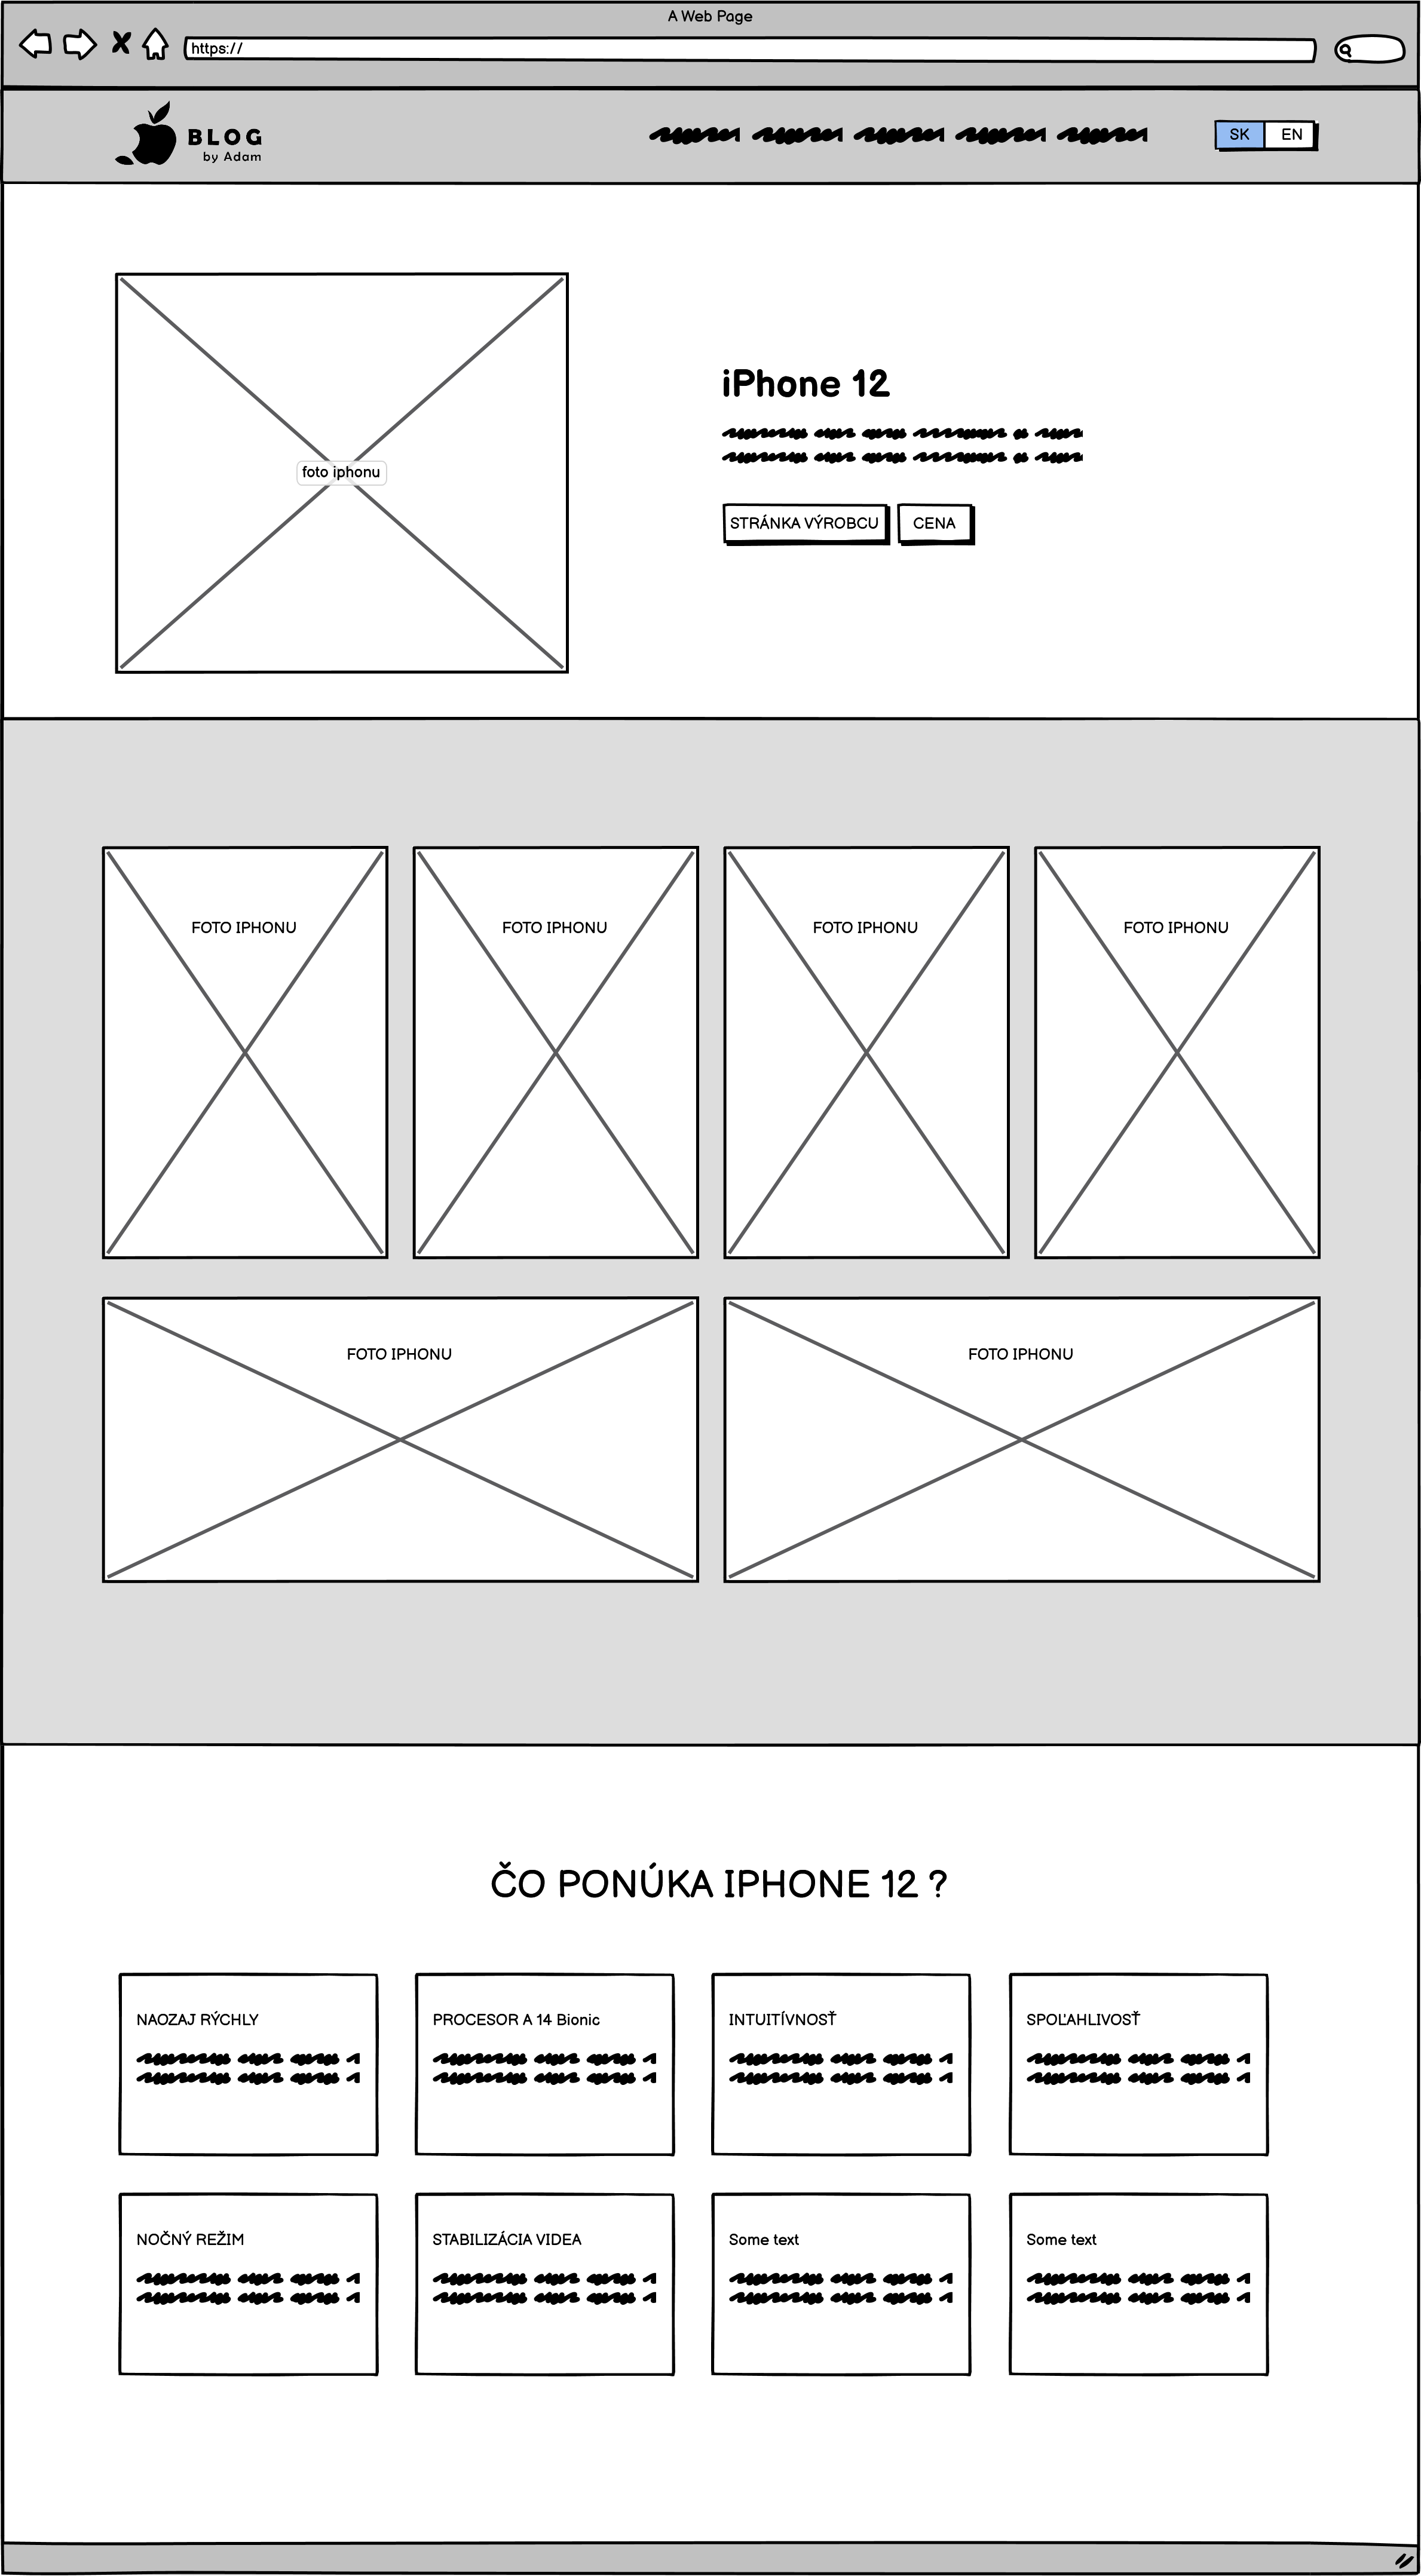 A Web Page
https://
BLOG
by Adam
SK EN
foto iphonu
iPhone 12
STRÁNKA VÝROBCU CENA
FOTO IPHONU FOTO IPHONU FOTO IPHONU FOTO IPHONU
FOTO IPHONU FOTO IPHONU
ČO PONÚKA IPHONE 12 ?
NAOZAJ RÝCHLY PROCESOR A 14 Bionic INTUITÍVNOSŤ SPOĽAHLIVOSŤ
NOČNÝ REŽIM STABILIZÁCIA VIDEA Some text Some text